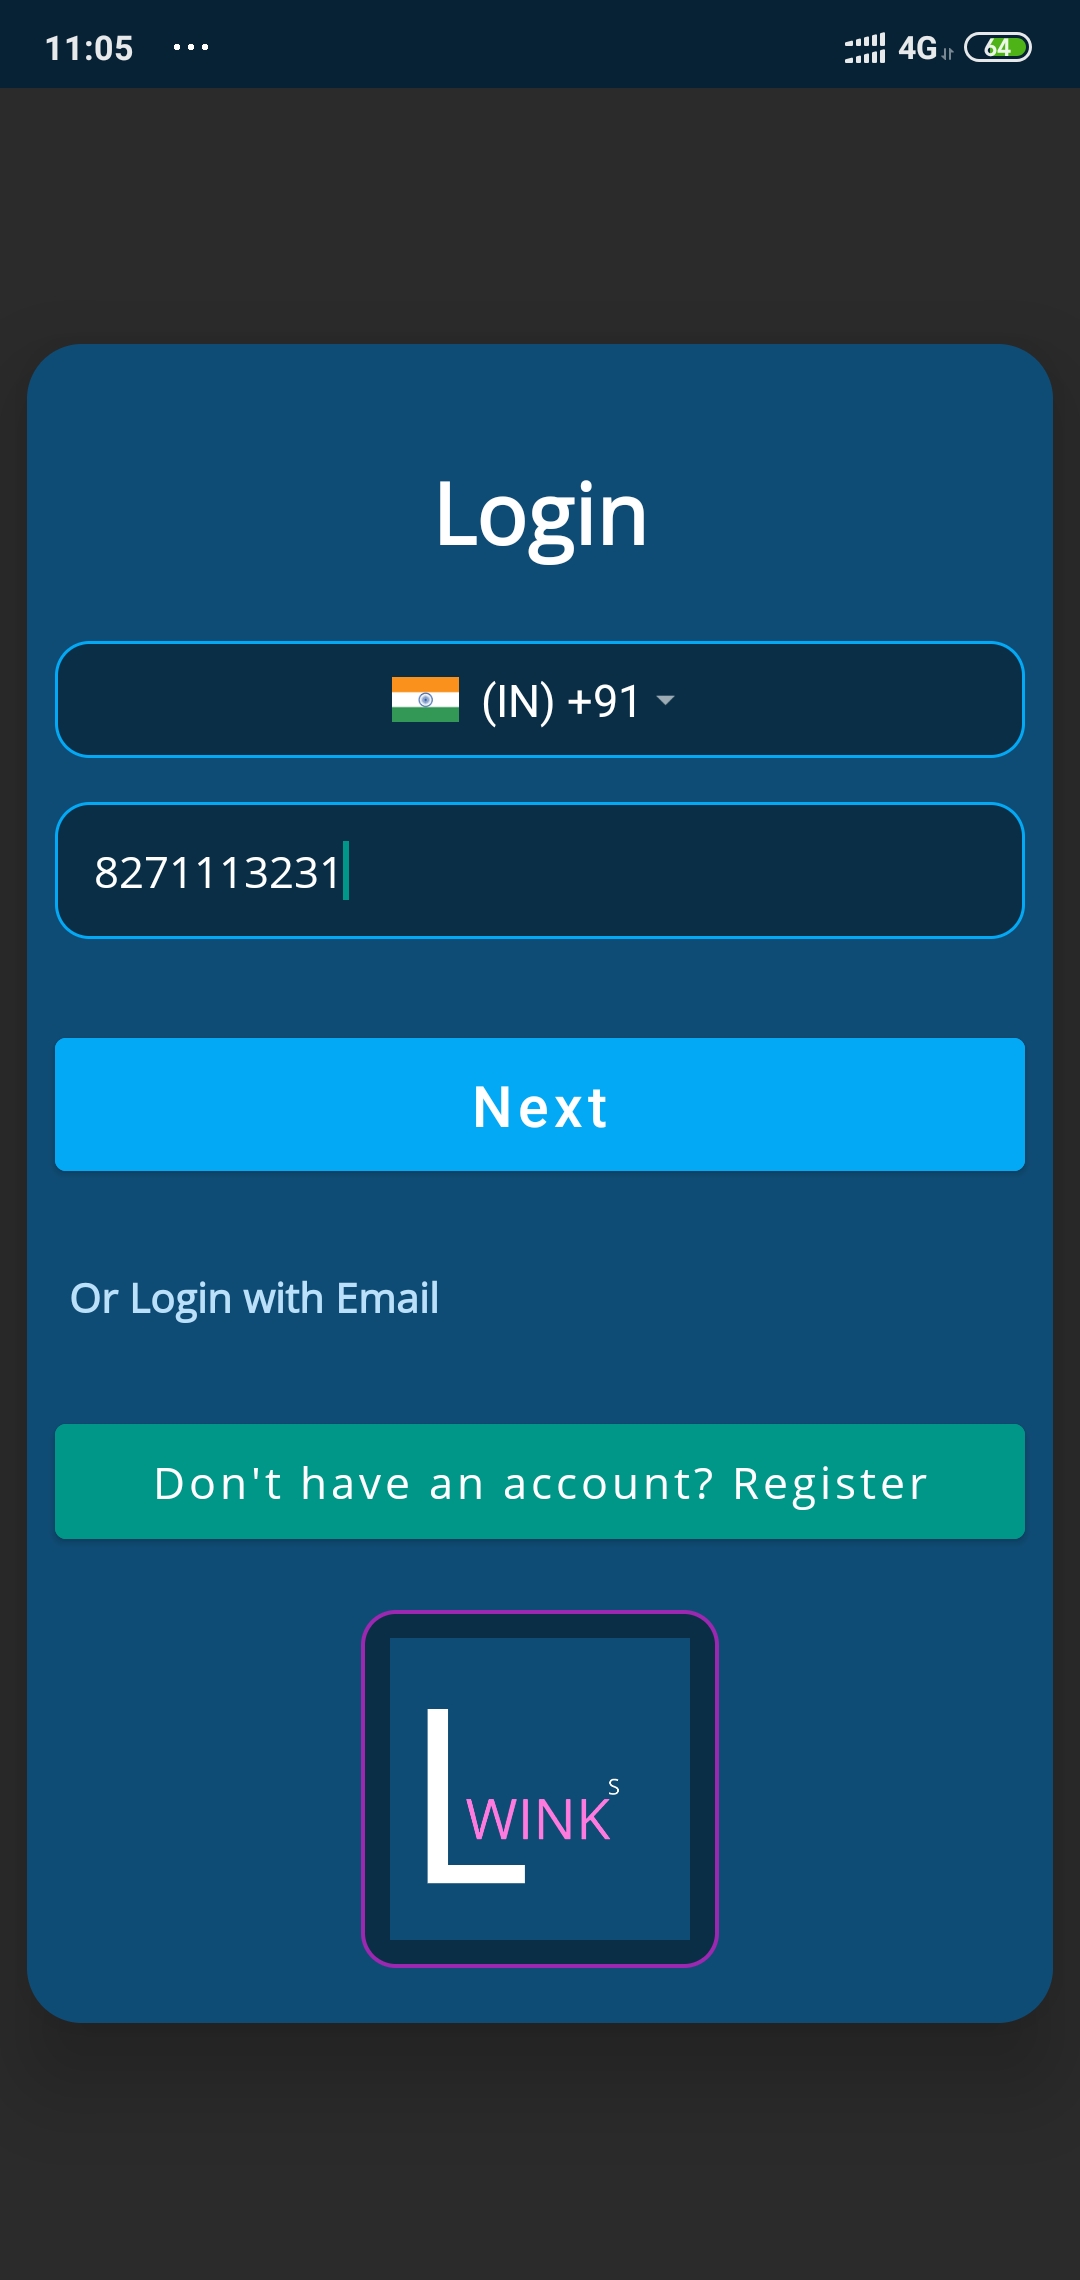 11:05 ... 4G 64
Login
(IN) +91
8271113231
Next
Or Login with Email
Don't have an account? Register
L
WINK
S